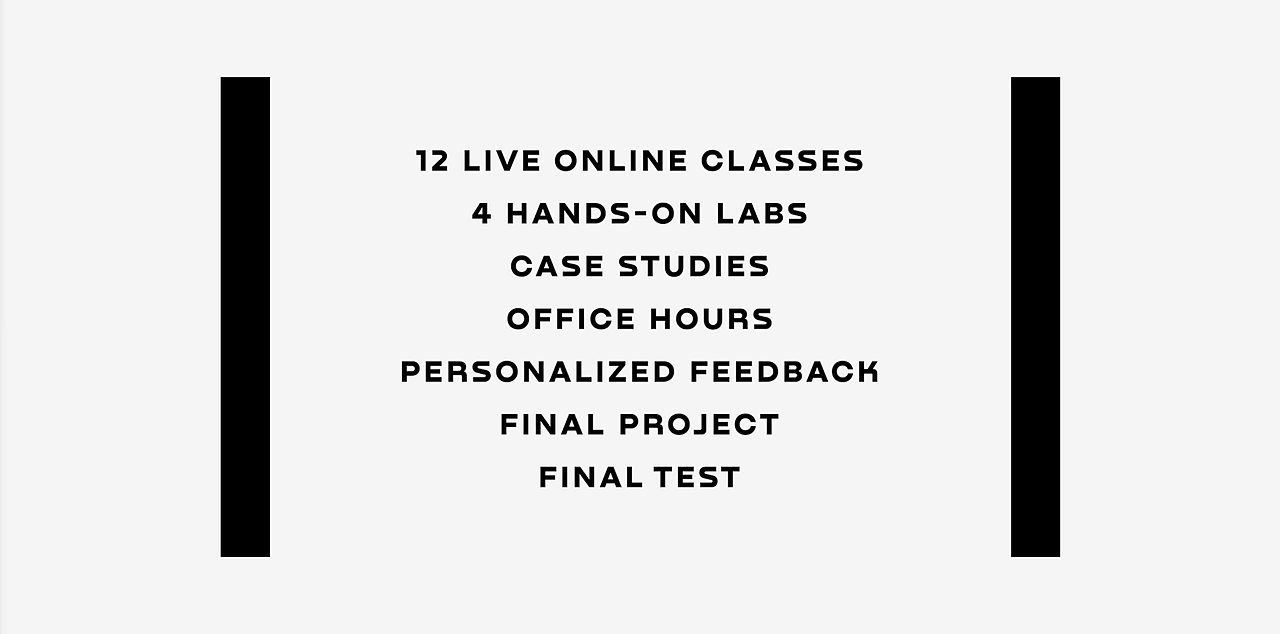 12 LIVE ONLINE CLASSES
4 HANDS-ON LABS
CASE STUDIES
OFFICE HOURS
PERSONALIZED FEEDBACK
FINAL PROJECT
FINAL TEST